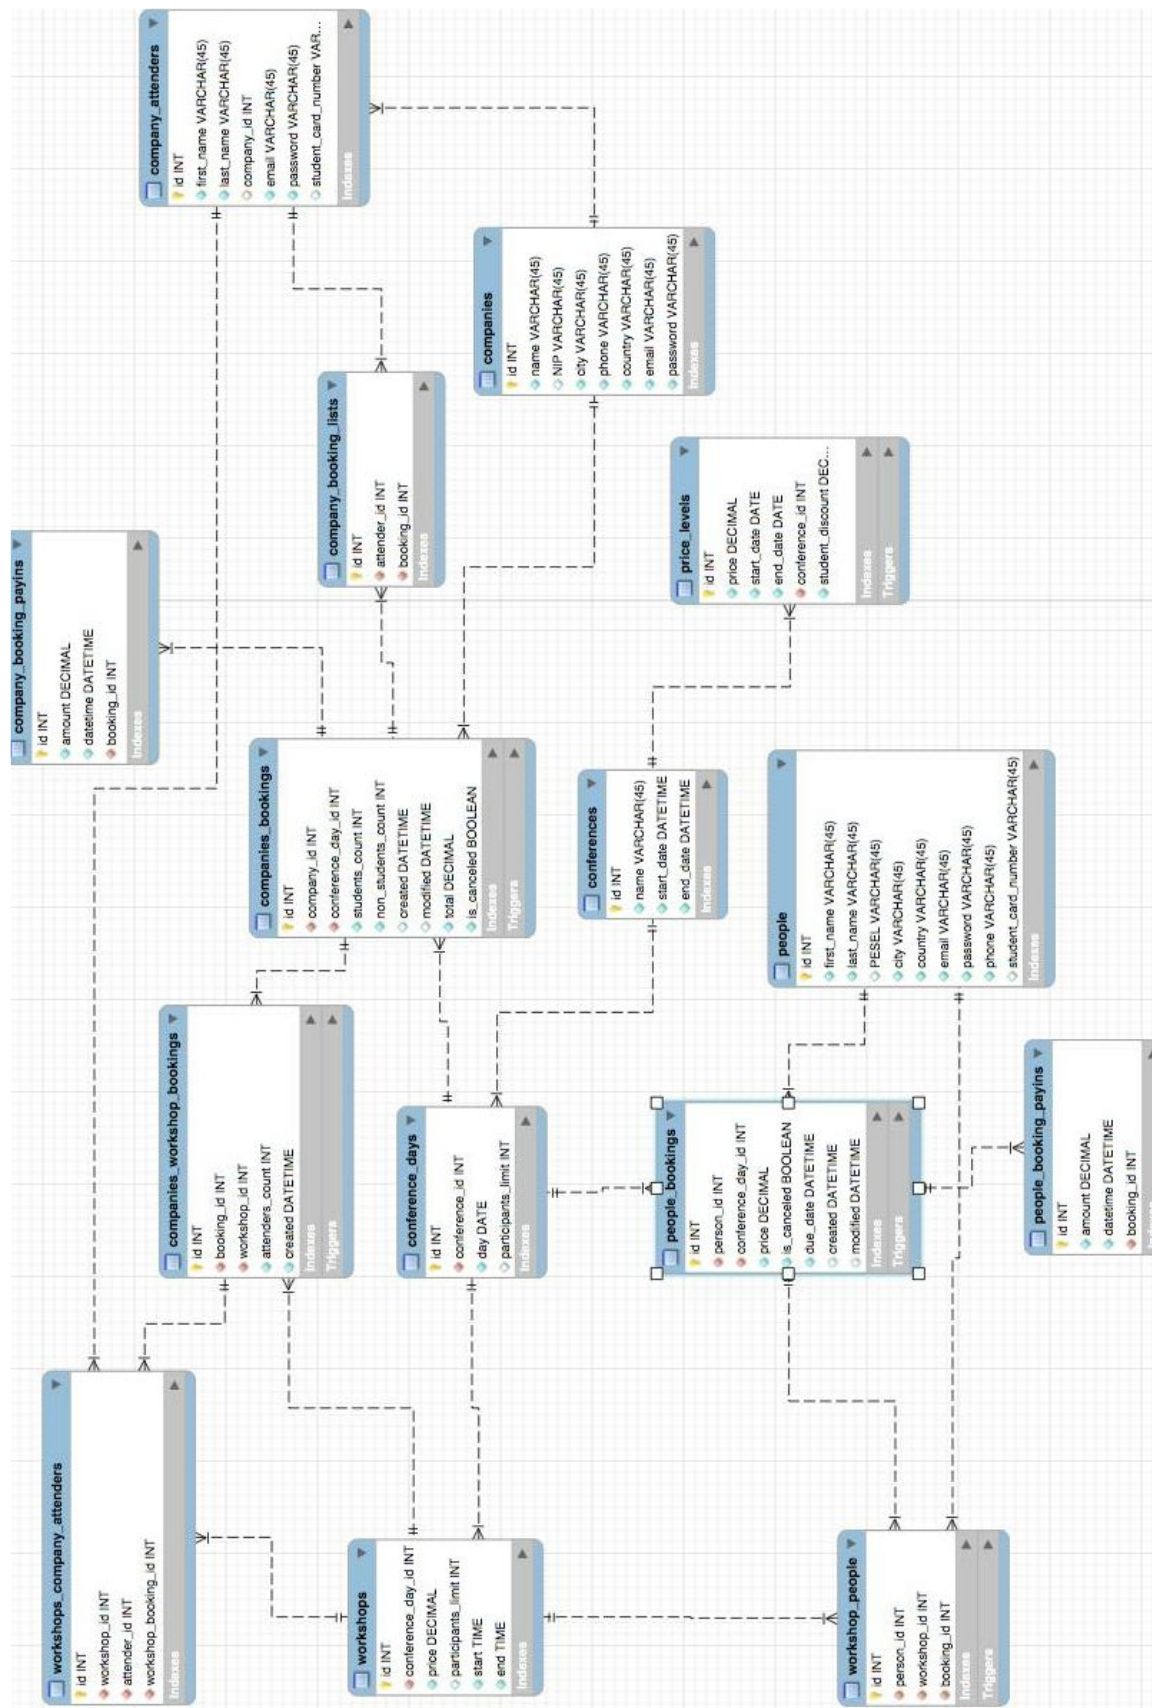 workshops_company_attenders
id INT
workshop_id INT
attender_id INT
workshop_booking_id INT
Indexes
workshops
id INT
conference_day_id INT
price DECIMAL
participants_limit INT
start TIME
end TIME
Indexes
workshop_people
id INT
person_id INT
workshop_id INT
booking_id INT
Indexes
Triggers
companies_workshop_bookings
id INT
booking_id INT
workshop_id INT
attenders_count INT
created DATETIME
Indexes
Triggers
conference_days
id INT
conference_id INT
day DATE
participants_limit INT
Indexes
people_bookings
id INT
person_id INT
conference_day_id INT
price DECIMAL
is_canceled BOOLEAN
due_date DATETIME
created DATETIME
modified DATETIME
Indexes
Triggers
people_booking_payins
id INT
amount DECIMAL
datetime DATETIME
booking_id INT
companies_bookings
id INT
company_id INT
conference_day_id INT
students_count INT
non_students_count INT
created DATETIME
modified DATETIME
total DECIMAL
is_canceled BOOLEAN
Indexes
Triggers
conferences
id INT
name VARCHAR(45)
start_date DATETIME
end_date DATETIME
Indexes
people
id INT
first_name VARCHAR(45)
last_name VARCHAR(45)
PESEL VARCHAR(45)
city VARCHAR(45)
country VARCHAR(45)
email VARCHAR(45)
password VARCHAR(45)
phone VARCHAR(45)
student_card_number VARCHAR(45)
Indexes
company_booking_payins
id INT
amount DECIMAL
datetime DATETIME
booking_id INT
Indexes
company_booking_lists
id INT
attender_id INT
booking_id INT
Indexes
price_levels
id INT
price DECIMAL
start_date DATE
end_date DATE
conference_id INT
student_discount DEC...
Indexes
Triggers
company_attenders
id INT
first_name VARCHAR(45)
last_name VARCHAR(45)
company_id INT
email VARCHAR(45)
password VARCHAR(45)
student_card_number VAR...
Indexes
companies
id INT
name VARCHAR(45)
NIP VARCHAR(45)
city VARCHAR(45)
phone VARCHAR(45)
country VARCHAR(45)
email VARCHAR(45)
password VARCHAR(45)
Indexes